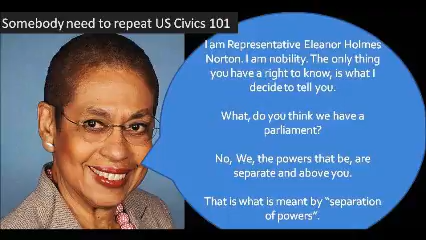 Somebody need to repeat US Civics 101
I am Representative Eleanor Holmes
Norton. I am nobility. The only thing
you have a right to know, is what I
decide to tell you.
What, do you think we have a
parliament?
No, We, the powers that be, are
separate and above you.
That is what is meant by “separation
of powers”.